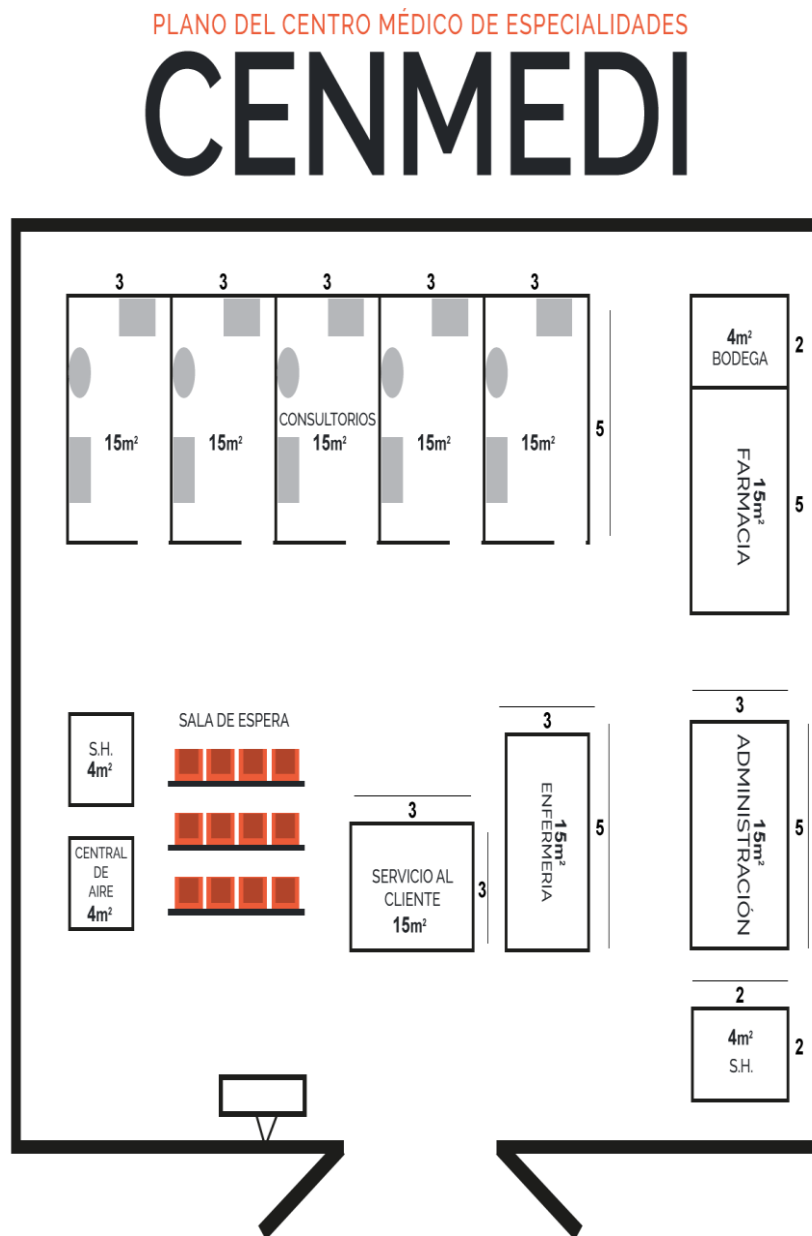 PLANO DEL CENTRO MÉDICO DE ESPECIALIDADES
CENMEDI
3 3 3 3 3
4m²
BODEGA
2
CONSULTORIOS
15m² 15m² 15m² 15m² 15m²
5
15m²
FARMACIA
5
S.H.
4m²
SALA DE ESPERA
3
15m²
ENFERMERIA
5
3
15m²
ADMINISTRACIÓN
5
CENTRAL
DE
AIRE
4m²
3
SERVICIO AL
CLIENTE
15m²
3
2
4m²
S.H.
2